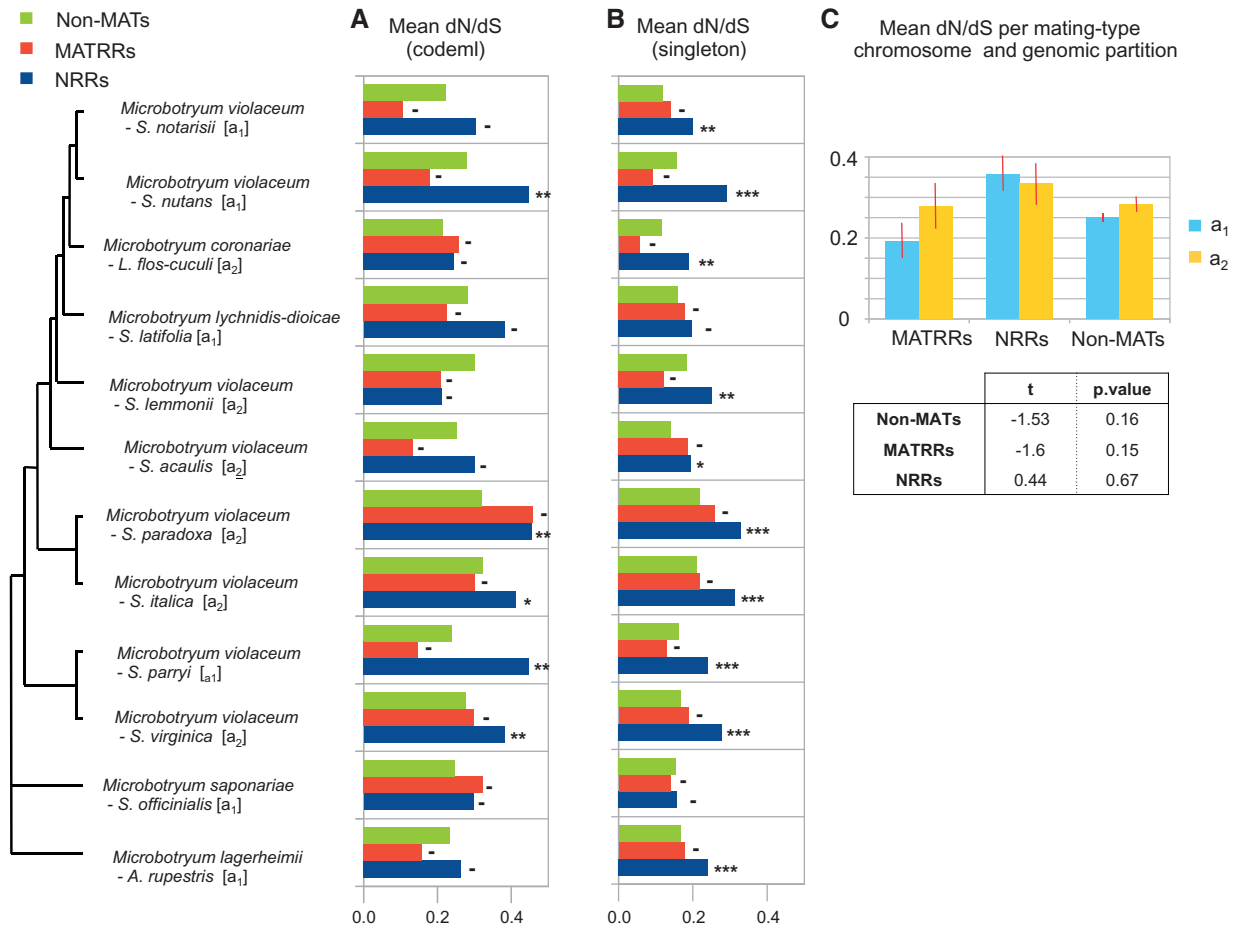 Non-MATs
MATRRs
NRRs
A
Mean dN/dS
(codeml)
B
Mean dN/dS
(singleton)
C
Mean dN/dS per mating-type
chromosome and genomic partition
Microbotryum violaceum
- S. notarisii [a₁]
- -
- **
Microbotryum violaceum
- S. nutans [a₁]
- **
- ***
Microbotryum coronariae
- L. flos-cuculi [a₂]
- -
- **
Microbotryum lychnidis-dioicae
- S. latifolia [a₁]
- -
- -
Microbotryum violaceum
- S. lemmonii [a₂]
- -
- **
Microbotryum violaceum
- S. acaulis [a₂]
- -
- *
Microbotryum violaceum
- S. paradoxa [a₂]
- **
- ***
Microbotryum violaceum
- S. italica [a₂]
- *
- ***
Microbotryum violaceum
- S. parryi [a1]
- **
- ***
Microbotryum violaceum
- S. virginica [a₂]
- **
- ***
Microbotryum saponariae
- S. officinialis [a₁]
- -
- -
Microbotryum lagerheimii
- A. rupestris [a₁]
- -
- ***
0.0 0.2 0.4
0.0 0.2 0.4
0.4
0.2
0
MATRRs NRRs Non-MATs
a₁
a₂
t p.value
Non-MATs -1.53 0.16
MATRRs -1.6 0.15
NRRs 0.44 0.67